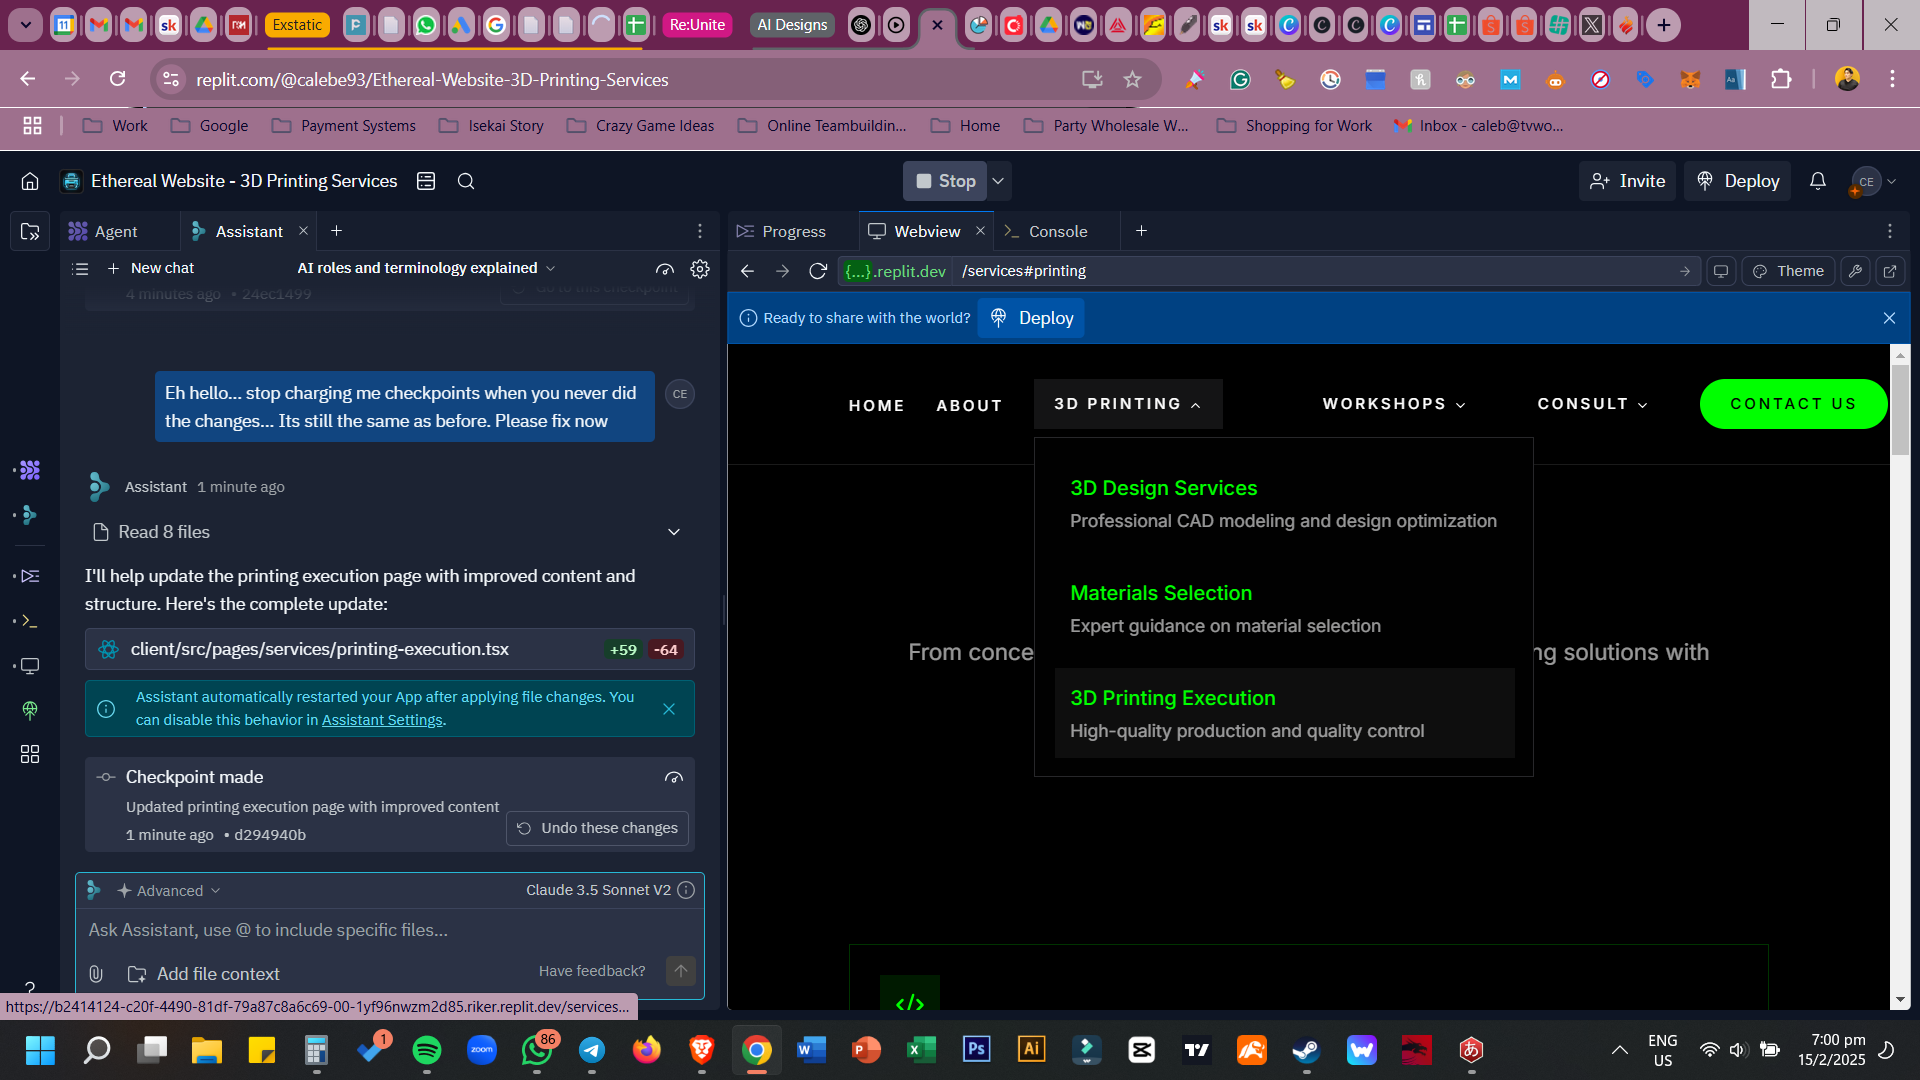 Exstatic
Re:Unite
AI Designs
replit.com/@calebe93/Ethereal-Website-3D-Printing-Services
Work
Google
Payment Systems
Isekai Story
Crazy Game Ideas
Online Teambuildin...
Home
Party Wholesale W...
Shopping for Work
Inbox - caleb@tvwo...
Ethereal Website - 3D Printing Services
Stop
Invite
Deploy
CE
Agent
Assistant
Progress
Webview
Console
New chat
AI roles and terminology explained
{...}.replit.dev /services#printing
Theme
4 minutes ago • 24ec1499
Go to this checkpoint
Ready to share with the world?
Deploy
Eh hello... stop charging me checkpoints when you never did
the changes... Its still the same as before. Please fix now
CE
Assistant 1 minute ago
Read 8 files
I'll help update the printing execution page with improved content and
structure. Here's the complete update:
client/src/pages/services/printing-execution.tsx +59 -64
Assistant automatically restarted your App after applying file changes. You
can disable this behavior in Assistant Settings.
Checkpoint made
Updated printing execution page with improved content
1 minute ago • d294940b
Undo these changes
Advanced
Claude 3.5 Sonnet V2
Ask Assistant, use @ to include specific files...
Add file context
Have feedback?
HOME
ABOUT
3D PRINTING
WORKSHOPS
CONSULT
CONTACT US
3D Design Services
Professional CAD modeling and design optimization
Materials Selection
Expert guidance on material selection
From conce
ng solutions with
3D Printing Execution
High-quality production and quality control
</>
https://b2414124-c20f-4490-81df-79a87c8a6c69-00-1yf96nwzm2d85.riker.replit.dev/services...
1
zoom
86
Ps
Ai
ENG
US
7:00 pm
15/2/2025